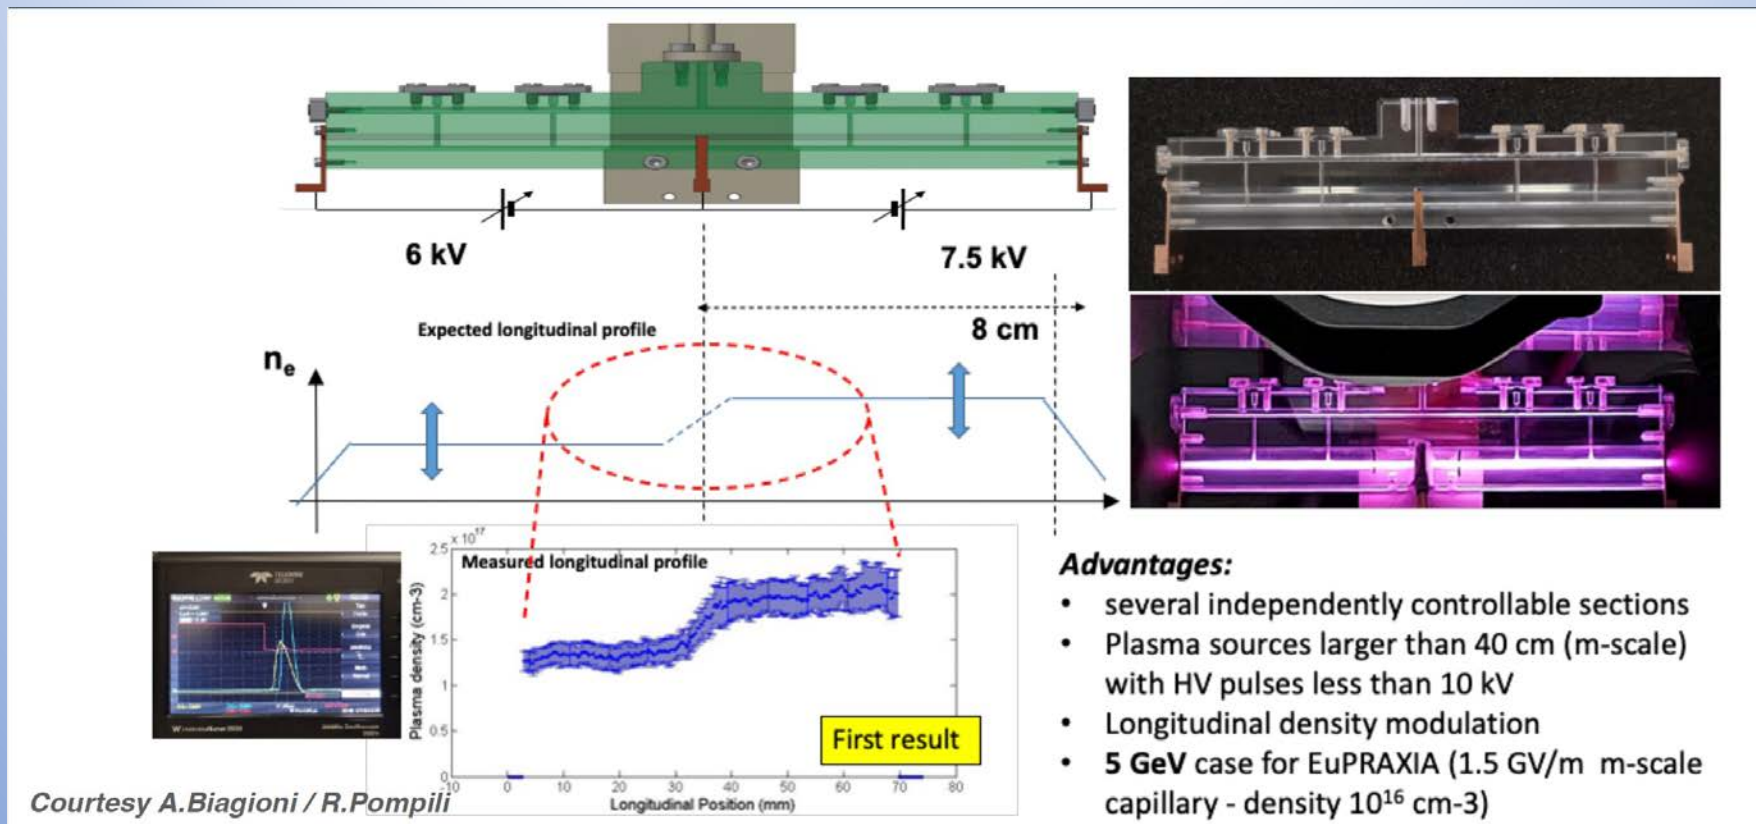 6 kV
7.5 kV
8 cm
Expected longitudinal profile
nₑ
Measured longitudinal profile
x 10¹⁷
2.5
2
1.5
1
0.5
0
Plasma density (cm-3)
-10
0
10
20
30
40
50
60
70
80
Longitudinal Position (mm)
First result
Advantages:
• several independently controllable sections
• Plasma sources larger than 40 cm (m-scale)
with HV pulses less than 10 kV
• Longitudinal density modulation
• 5 GeV case for EuPRAXIA (1.5 GV/m m-scale
capillary - density 10¹⁶ cm-3)
Courtesy A.Biagioni / R.Pompili